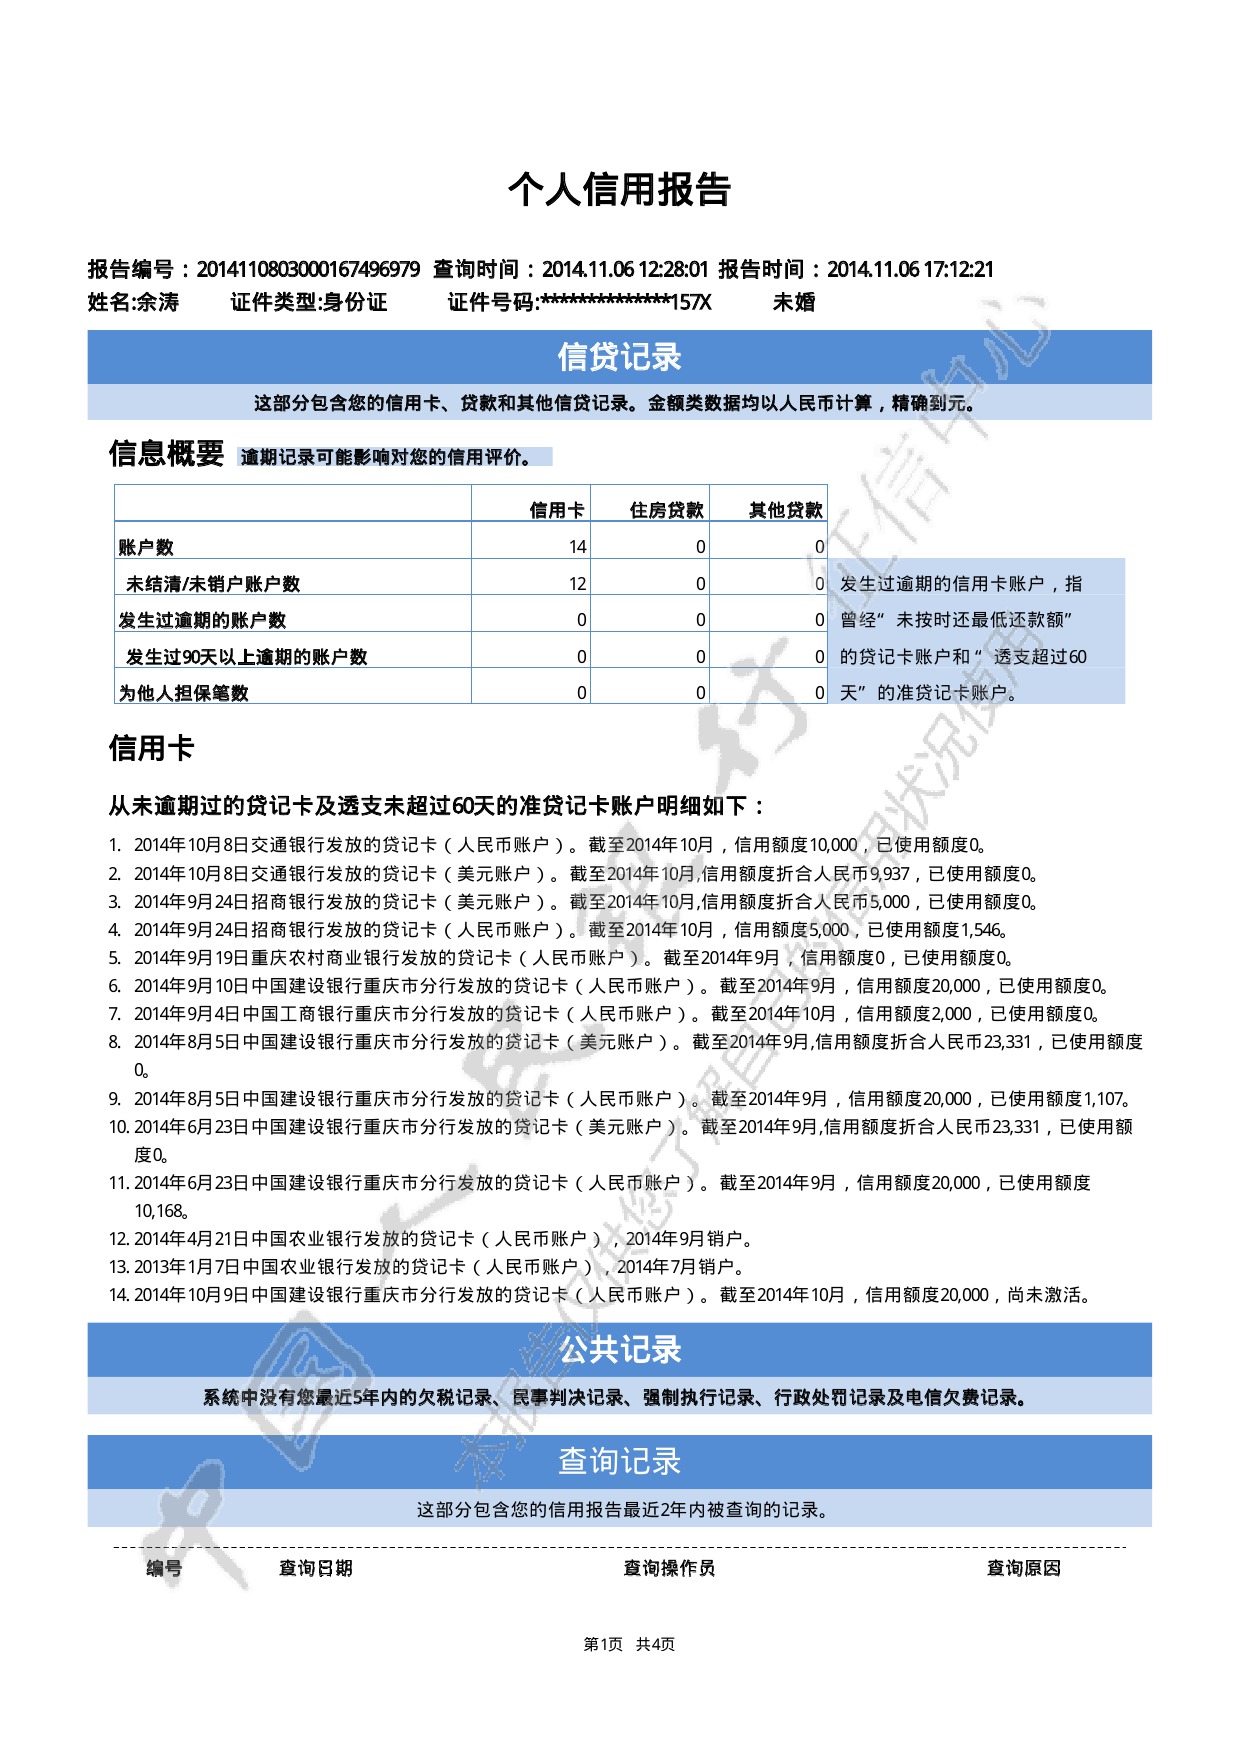 个人信用报告
报告编号：2014110803000167496979 查询时间：2014.11.06 12:28:01 报告时间：2014.11.06 17:12:21
姓名:余涛 证件类型:身份证 证件号码:**************157X 未婚
信贷记录
这部分包含您的信用卡、贷款和其他信贷记录。金额类数据均以人民币计算，精确到元。
信息概要 逾期记录可能影响对您的信用评价。
信用卡 住房贷款 其他贷款
账户数 14 0 0
未结清/未销户账户数 12 0 0 发生过逾期的信用卡账户，指
发生过逾期的账户数 0 0 0 曾经“未按时还最低还款额”
发生过90天以上逾期的账户数 0 0 0 的贷记卡账户和“透支超过60
为他人担保笔数 0 0 0 天”的准贷记卡账户。
信用卡
从未逾期过的贷记卡及透支未超过60天的准贷记卡账户明细如下：
1. 2014年10月8日交通银行发放的贷记卡（人民币账户）。截至2014年10月，信用额度10,000，已使用额度0。
2. 2014年10月8日交通银行发放的贷记卡（美元账户）。截至2014年10月,信用额度折合人民币9,937，已使用额度0。
3. 2014年9月24日招商银行发放的贷记卡（美元账户）。截至2014年10月,信用额度折合人民币5,000，已使用额度0。
4. 2014年9月24日招商银行发放的贷记卡（人民币账户）。截至2014年10月，信用额度5,000，已使用额度1,546。
5. 2014年9月19日重庆农村商业银行发放的贷记卡（人民币账户）。截至2014年9月，信用额度0，已使用额度0。
6. 2014年9月10日中国建设银行重庆市分行发放的贷记卡（人民币账户）。截至2014年9月，信用额度20,000，已使用额度0。
7. 2014年9月4日中国工商银行重庆市分行发放的贷记卡（人民币账户）。截至2014年10月，信用额度2,000，已使用额度0。
8. 2014年8月5日中国建设银行重庆市分行发放的贷记卡（美元账户）。截至2014年9月,信用额度折合人民币23,331，已使用额度
0。
9. 2014年8月5日中国建设银行重庆市分行发放的贷记卡（人民币账户）。截至2014年9月，信用额度20,000，已使用额度1,107。
10. 2014年6月23日中国建设银行重庆市分行发放的贷记卡（美元账户）。截至2014年9月,信用额度折合人民币23,331，已使用额
度0。
11. 2014年6月23日中国建设银行重庆市分行发放的贷记卡（人民币账户）。截至2014年9月，信用额度20,000，已使用额度
10,168。
12. 2014年4月21日中国农业银行发放的贷记卡（人民币账户），2014年9月销户。
13. 2013年1月7日中国农业银行发放的贷记卡（人民币账户），2014年7月销户。
14. 2014年10月9日中国建设银行重庆市分行发放的贷记卡（人民币账户）。截至2014年10月，信用额度20,000，尚未激活。
公共记录
系统中没有您最近5年内的欠税记录、民事判决记录、强制执行记录、行政处罚记录及电信欠费记录。
查询记录
这部分包含您的信用报告最近2年内被查询的记录。
编号 查询日期 查询操作员 查询原因
第1页 共4页
中国人民银行征信中心
本报告仅供您了解自己的信用状况使用